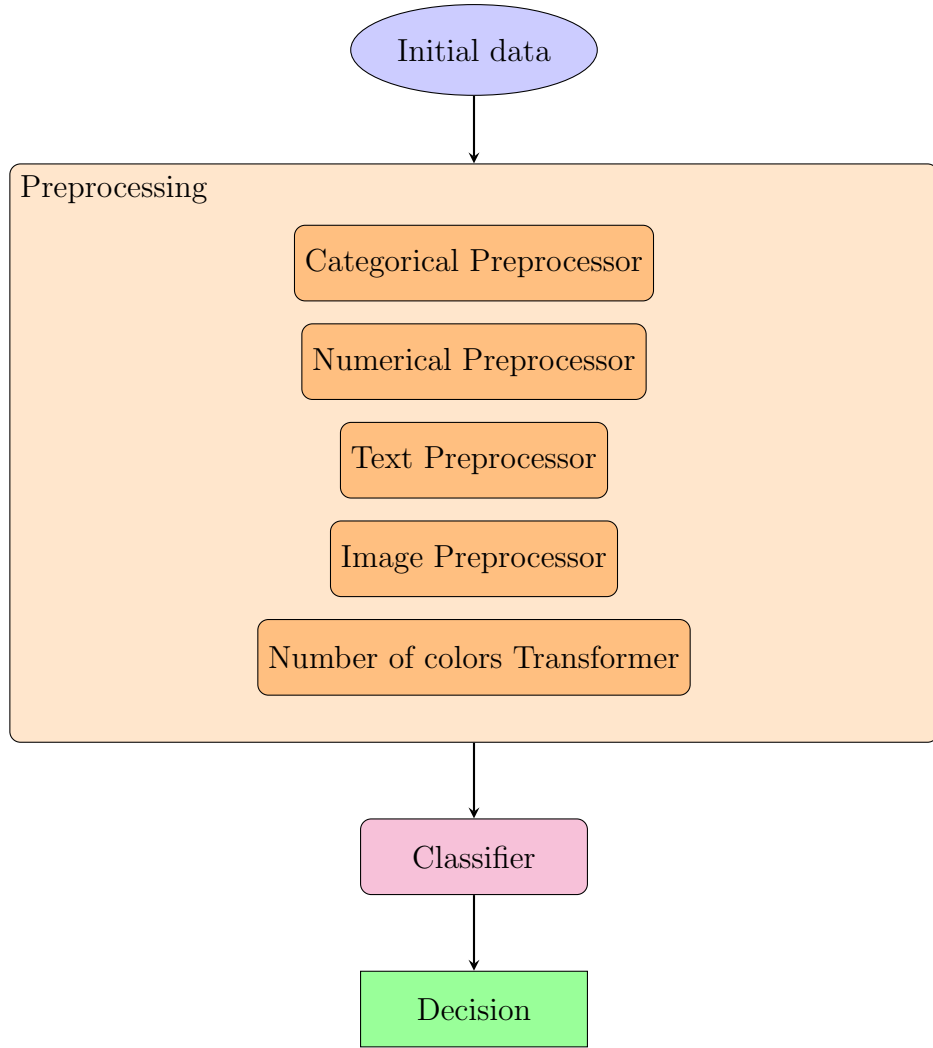 Initial data
Preprocessing
Categorical Preprocessor
Numerical Preprocessor
Text Preprocessor
Image Preprocessor
Number of colors Transformer
Classifier
Decision